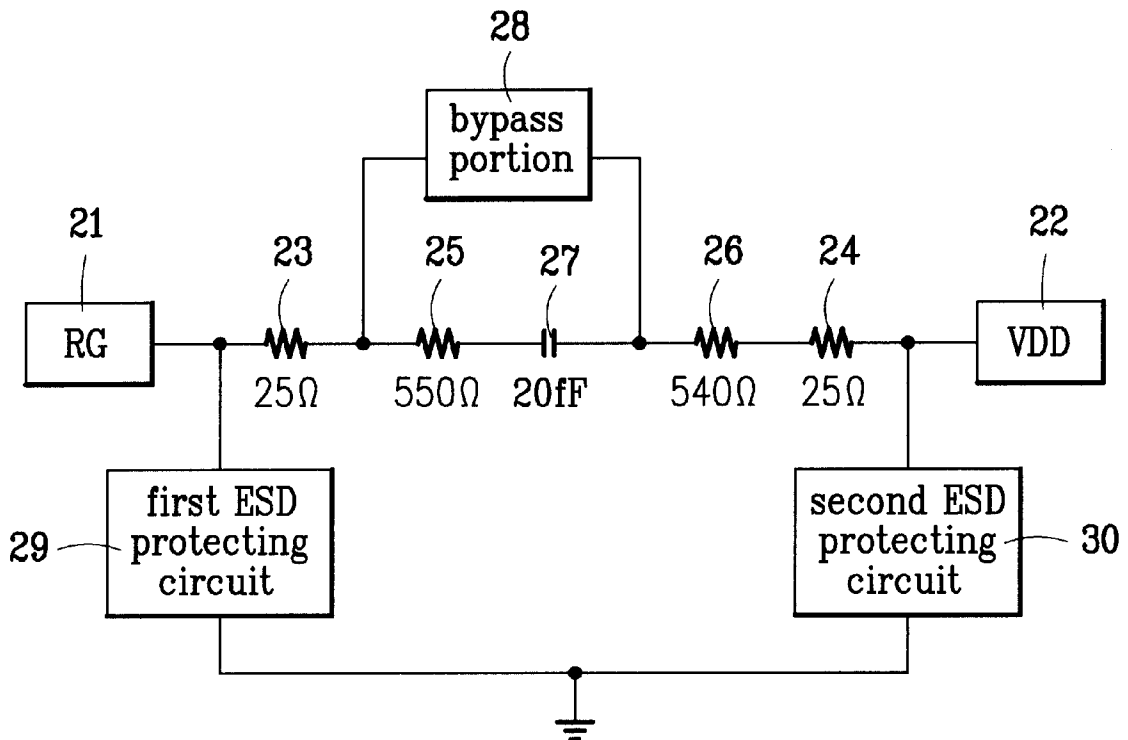 28
bypass
portion
21
23
25
27
26
24
22
RG
VDD
25Ω
550Ω
20fF
540Ω
25Ω
first ESD
protecting
circuit
29
second ESD
protecting
circuit
30